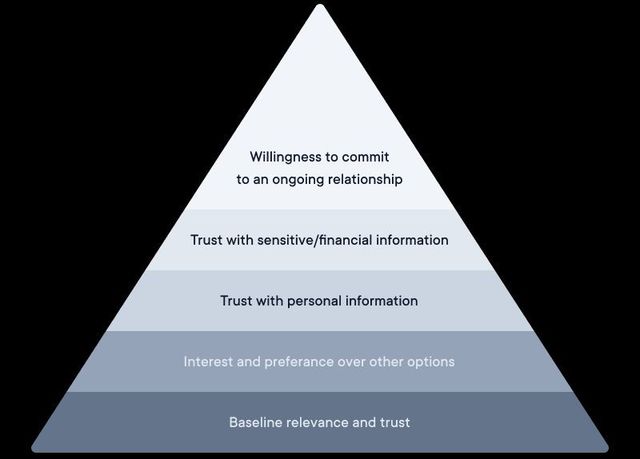 Willingness to commit
to an ongoing relationship
Trust with sensitive/financial information
Trust with personal information
Interest and preferance over other options
Baseline relevance and trust